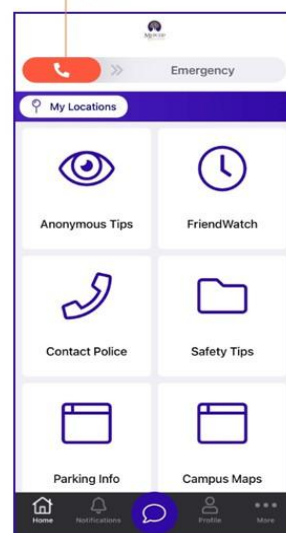 Emergency
My Locations
Anonymous Tips
FriendWatch
Contact Police
Safety Tips
Parking Info
Campus Maps
Home
Notifications
Profile
More